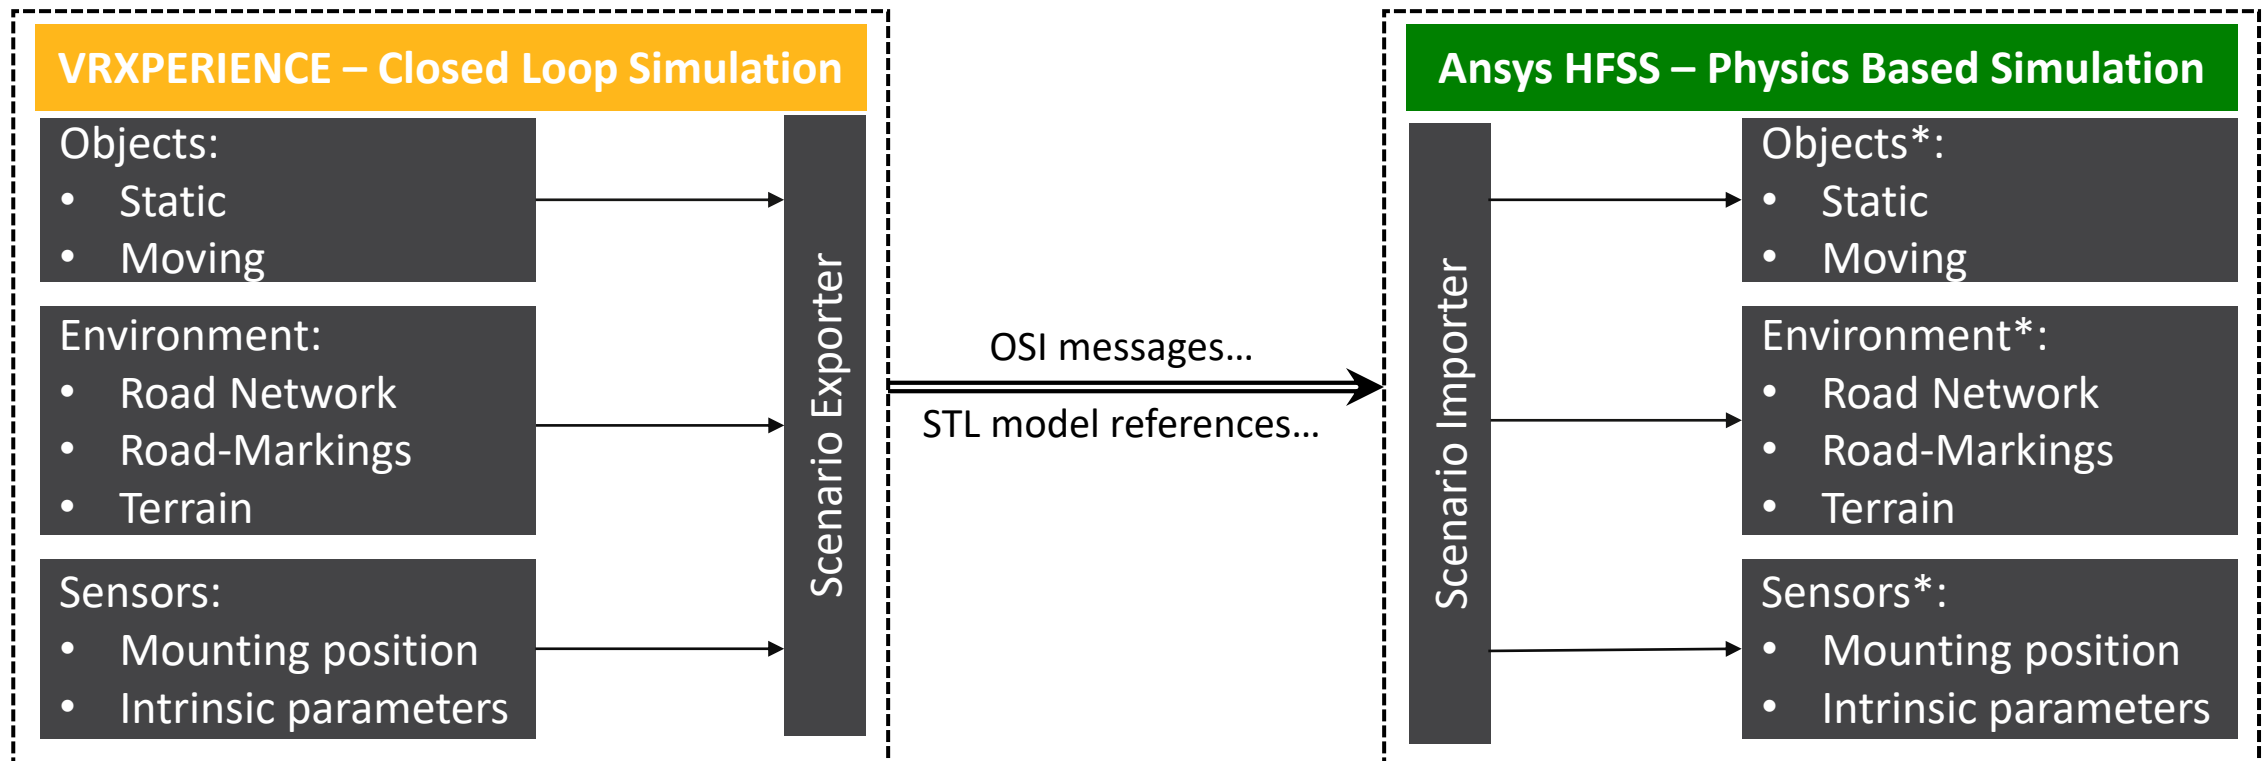 VRXPERIENCE – Closed Loop Simulation
Objects:
• Static
• Moving
Environment:
• Road Network
• Road-Markings
• Terrain
Sensors:
• Mounting position
• Intrinsic parameters
Scenario Exporter
OSI messages...
STL model references...
Ansys HFSS – Physics Based Simulation
Scenario Importer
Objects*:
• Static
• Moving
Environment*:
• Road Network
• Road-Markings
• Terrain
Sensors*:
• Mounting position
• Intrinsic parameters